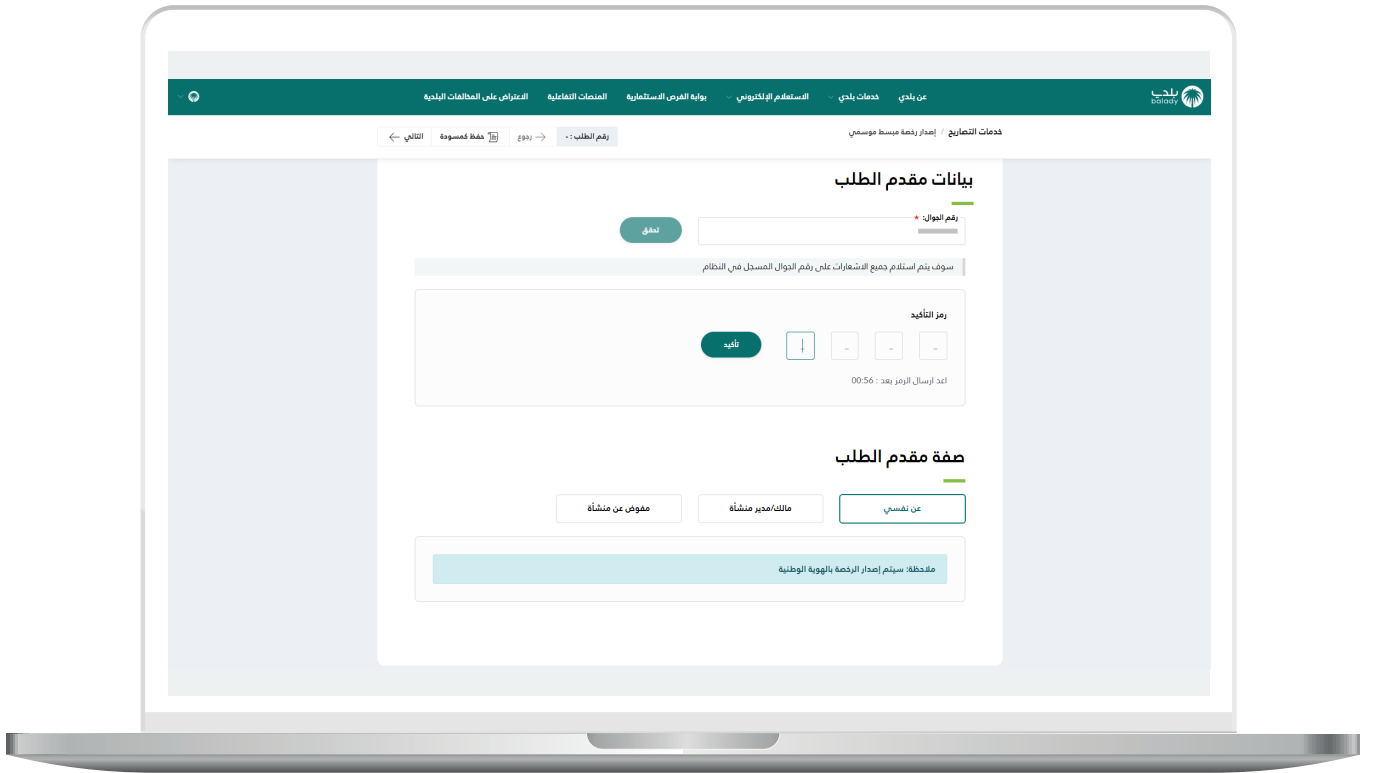 بلدي
balady
عن بلدي
خدمات بلدي
الاستعلام الإلكتروني
بوابة الفرص الاستثمارية
المنصات التفاعلية
الاعتراض على المخالفات البلدية
خدمات التصاريح / إصدار رخصة مبسط موسمي
رقم الطلب : -
رجوع
حفظ كمسودة
التالي
بيانات مقدم الطلب
رقم الجوال: *
تحقق
سوف يتم استلام جميع الاشعارات على رقم الجوال المسجل في النظام
رمز التأكيد
- - -
تأكيد
اعد ارسال الرمز بعد : 00:56
صفة مقدم الطلب
عن نفسي
مالك/مدير منشأة
مفوض عن منشأة
ملاحظة: سيتم إصدار الرخصة بالهوية الوطنية